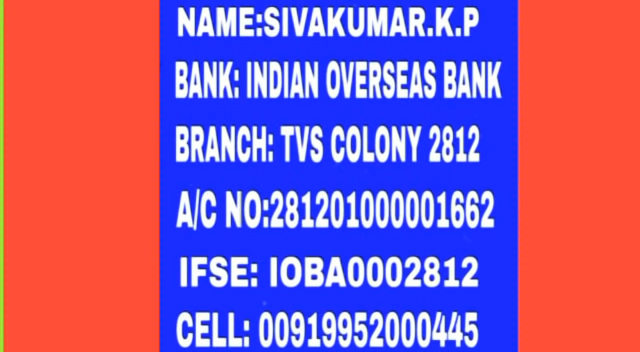 NAME:SIVAKUMAR.K.P
BANK: INDIAN OVERSEAS BANK
BRANCH: TVS COLONY 2812
A/C NO:281201000001662
IFSE: IOBA0002812
CELL: 00919952000445